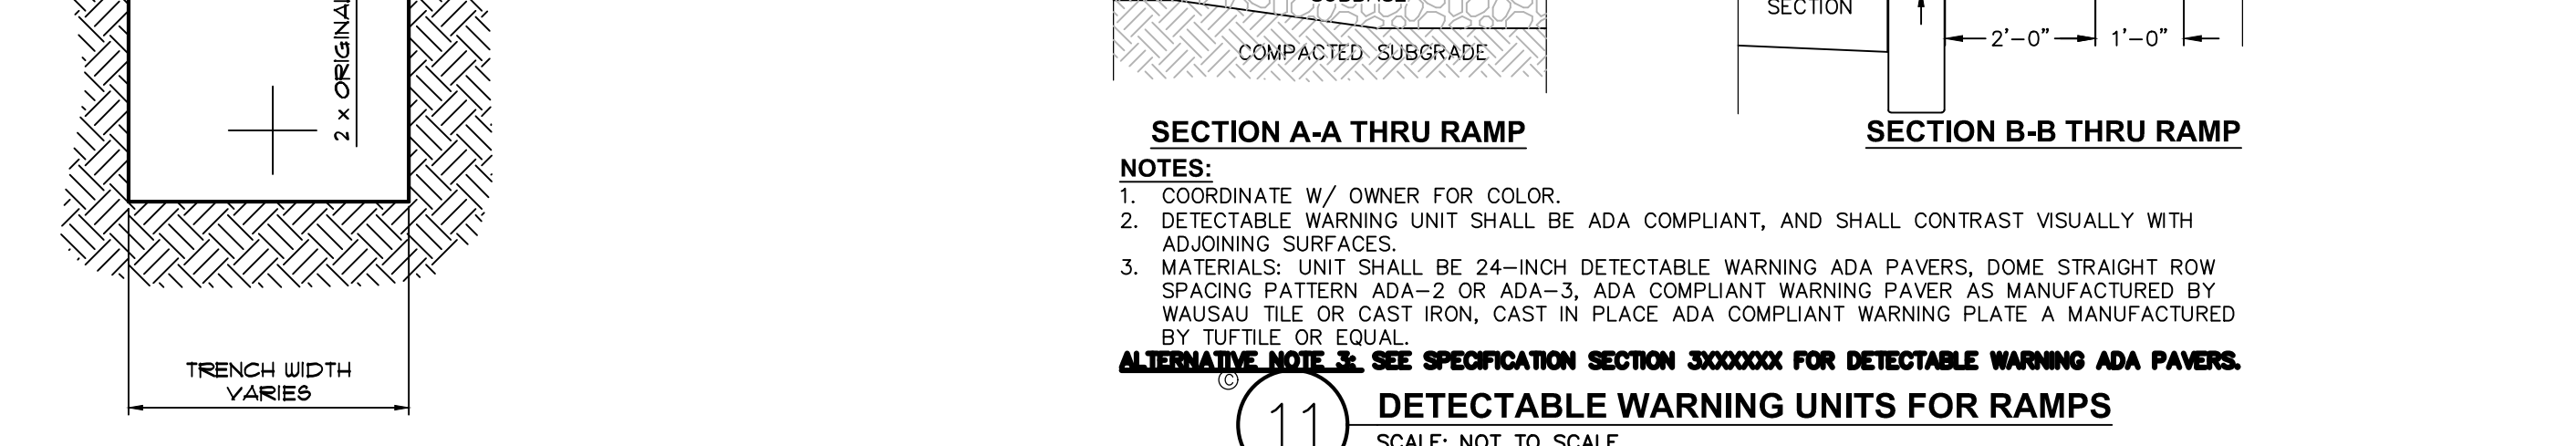 2 x ORIGINAL
TRENCH WIDTH
VARIES
SUBBASE
COMPACTED SUBGRADE
SECTION A-A THRU RAMP
SECTION
2'-0" 1'-0"
SECTION B-B THRU RAMP
NOTES:
1. COORDINATE W/ OWNER FOR COLOR.
2. DETECTABLE WARNING UNIT SHALL BE ADA COMPLIANT, AND SHALL CONTRAST VISUALLY WITH
ADJOINING SURFACES.
3. MATERIALS: UNIT SHALL BE 24-INCH DETECTABLE WARNING ADA PAVERS, DOME STRAIGHT ROW
SPACING PATTERN ADA-2 OR ADA-3, ADA COMPLIANT WARNING PAVER AS MANUFACTURED BY
WAUSAU TILE OR CAST IRON, CAST IN PLACE ADA COMPLIANT WARNING PLATE A MANUFACTURED
BY TUFTILE OR EQUAL.
ALTERNATIVE NOTE 3: SEE SPECIFICATION SECTION 3XXXXXX FOR DETECTABLE WARNING ADA PAVERS.
©
11 DETECTABLE WARNING UNITS FOR RAMPS
SCALE: NOT TO SCALE